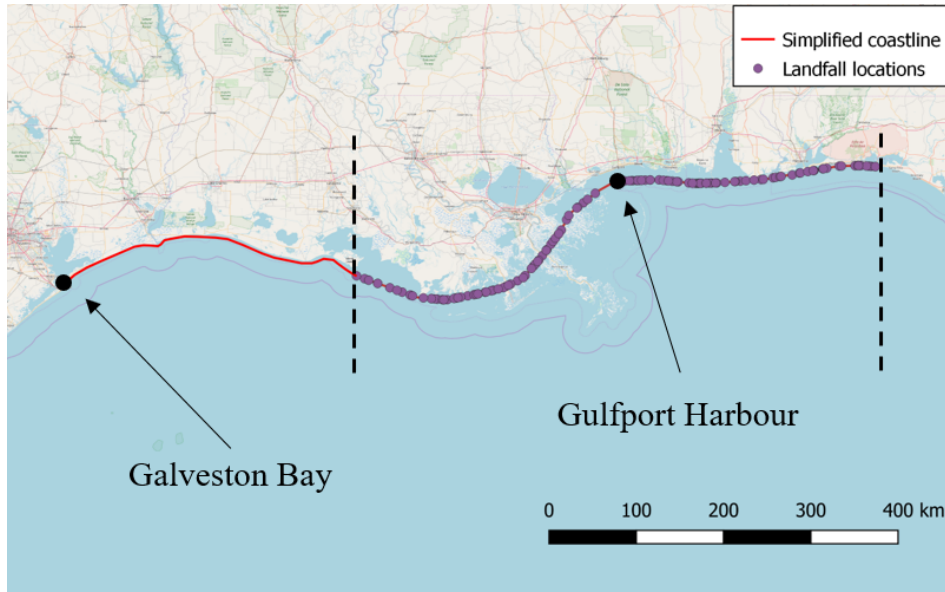 Simplified coastline
Landfall locations
Gulfport Harbour
Galveston Bay
0 100 200 300 400 km